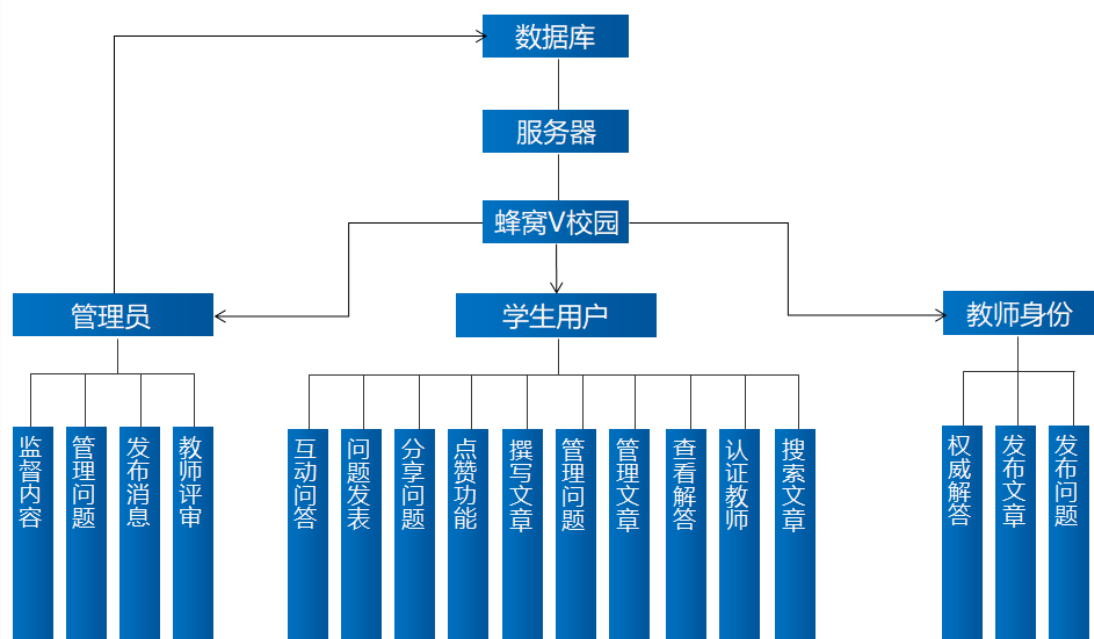 数据库
服务器
蜂窝V校园
管理员
学生用户
教师身份
监督内容
管理问题
发布消息
教师评审
互动问答
问题发表
分享问题
点赞功能
撰写文章
管理问题
管理文章
查看解答
认证教师
搜索文章
权威解答
发布文章
发布问题